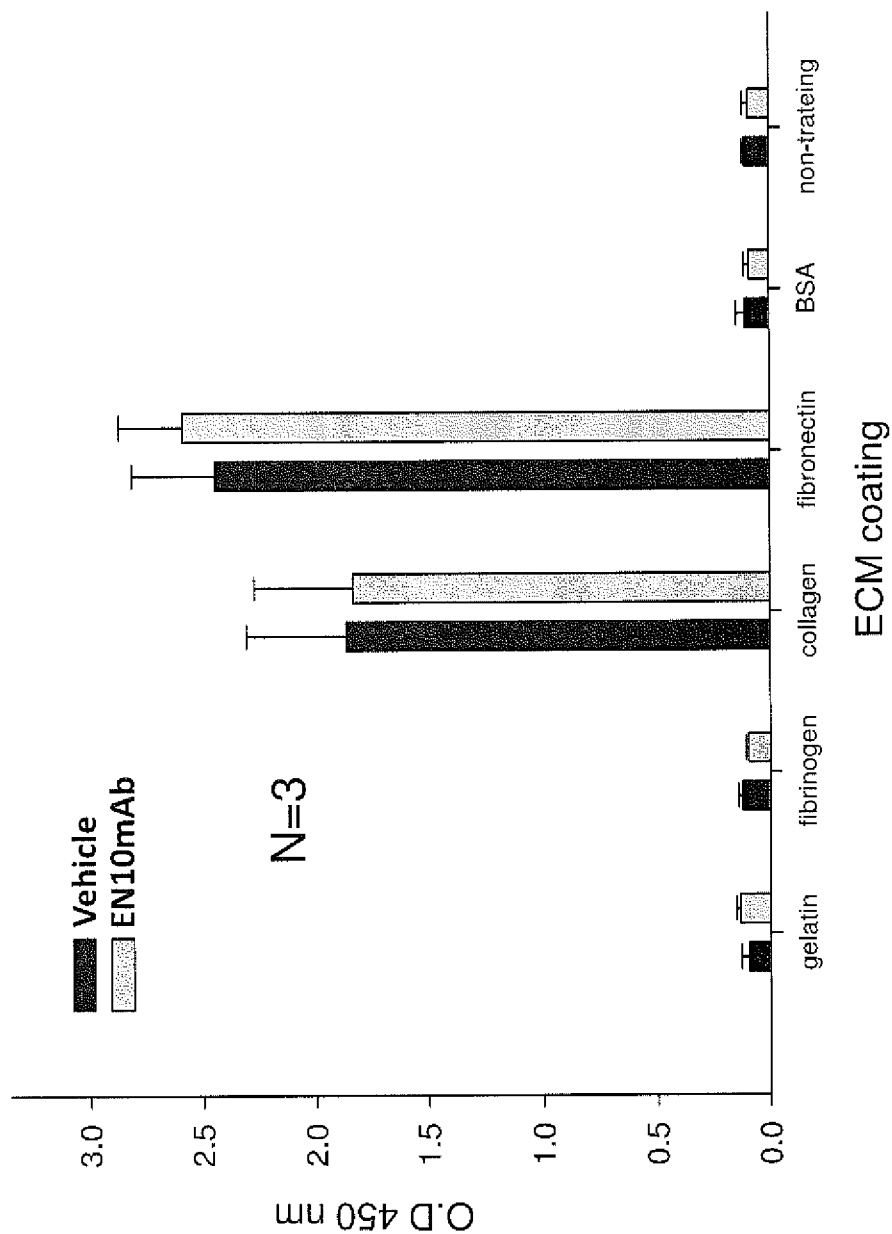 Vehicle
EN10mAb
N=3
O.D 450 nm
3.0
2.5
2.0
1.5
1.0
0.5
0.0
gelatin
fibrinogen
collagen
fibronectin
BSA
non-trateing
ECM coating